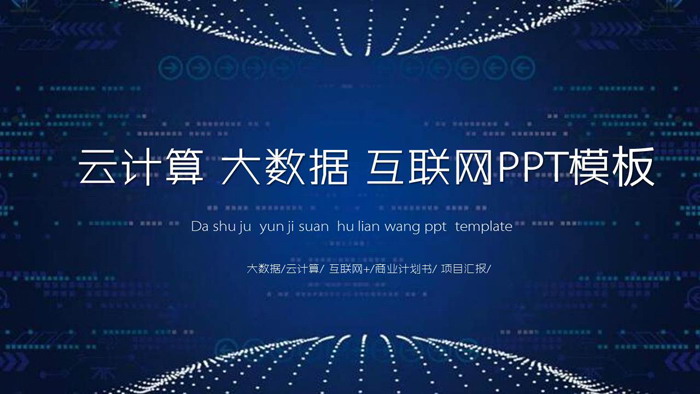 云计算 大数据 互联网PPT模板
Da shu ju yun ji suan hu lian wang ppt template
大数据/云计算/ 互联网+/商业计划书/ 项目汇报/